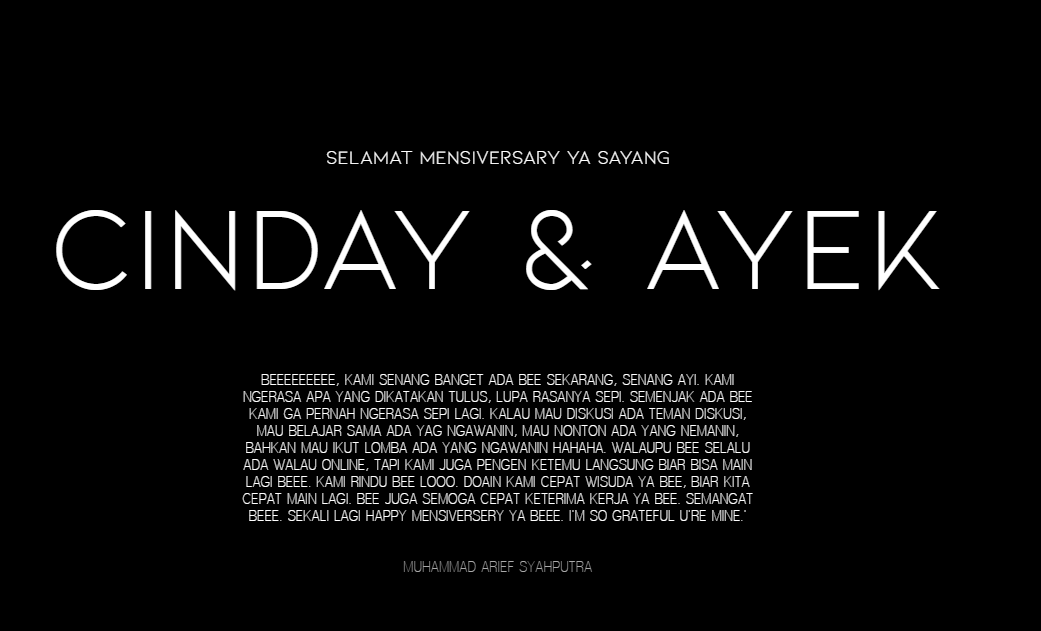 SELAMAT MENSIVERSARY YA SAYANG
CINDAY & AYEK
BEEEEEEEEE, KAMI SENANG BANGET ADA BEE SEKARANG, SENANG AYI. KAMI
NGERASA APA YANG DIKATAKAN TULUS, LUPA RASANYA SEPI. SEMENJAK ADA BEE
KAMI GA PERNAH NGERASA SEPI LAGI. KALAU MAU DISKUSI ADA TEMAN DISKUSI,
MAU BELAJAR SAMA ADA YAG NGAWANIN, MAU NONTON ADA YANG NEMANIN,
BAHKAN MAU IKUT LOMBA ADA YANG NGAWANIN HAHAHA. WALAUPU BEE SELALU
ADA WALAU ONLINE, TAPI KAMI JUGA PENGEN KETEMU LANGSUNG BIAR BISA MAIN
LAGI BEEE. KAMI RINDU BEE LOOO. DOAIN KAMI CEPAT WISUDA YA BEE, BIAR KITA
CEPAT MAIN LAGI. BEE JUGA SEMOGA CEPAT KETERIMA KERJA YA BEE. SEMANGAT
BEEE. SEKALI LAGI HAPPY MENSIVERSERY YA BEEE. I'M SO GRATEFUL U'RE MINE.'
MUHAMMAD ARIEF SYAHPUTRA